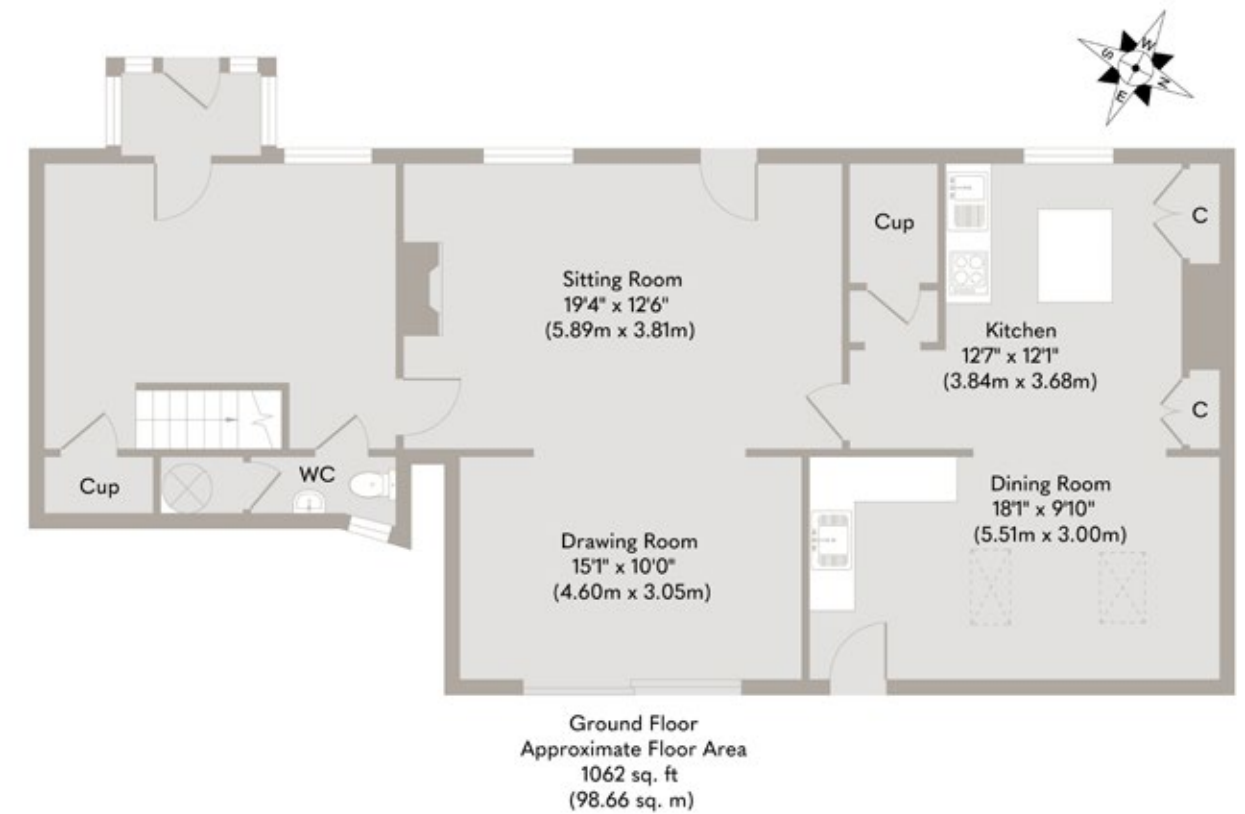 W
S
N
E
Cup
C
Sitting Room
19'4" x 12'6"
(5.89m x 3.81m)
Kitchen
12'7" x 12'1"
(3.84m x 3.68m)
C
WC
Cup
Dining Room
18'1" x 9'10"
(5.51m x 3.00m)
Drawing Room
15'1" x 10'0"
(4.60m x 3.05m)
Ground Floor
Approximate Floor Area
1062 sq. ft
(98.66 sq. m)